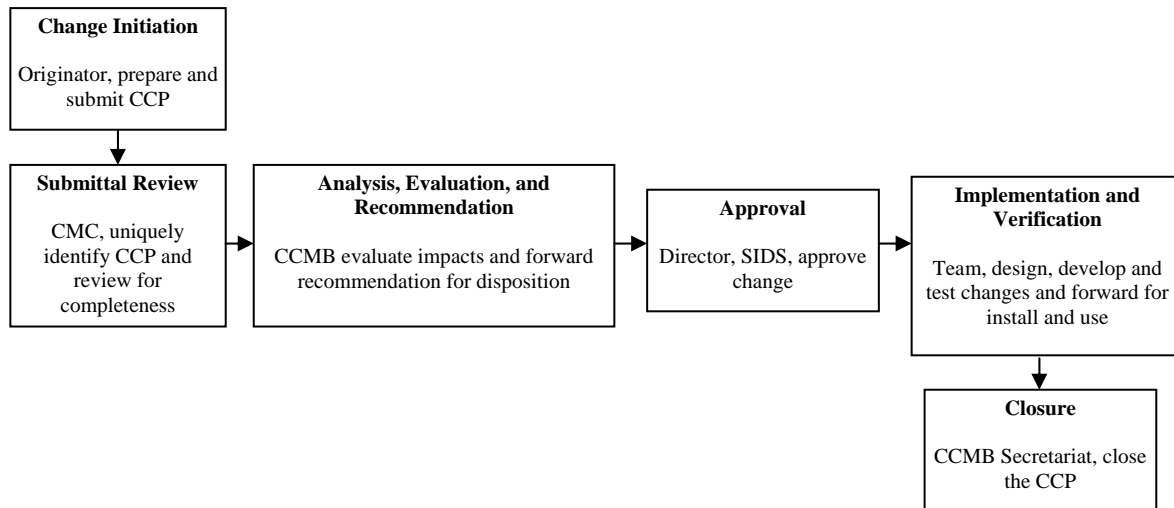 Change Initiation
Originator, prepare and
submit CCP
Submittal Review
CMC, uniquely
identify CCP and
review for
completeness
Analysis, Evaluation, and
Recommendation
CCMB evaluate impacts and forward
recommendation for disposition
Approval
Director, SIDS, approve
change
Implementation and
Verification
Team, design, develop and
test changes and forward for
install and use
Closure
CCMB Secretariat, close
the CCP